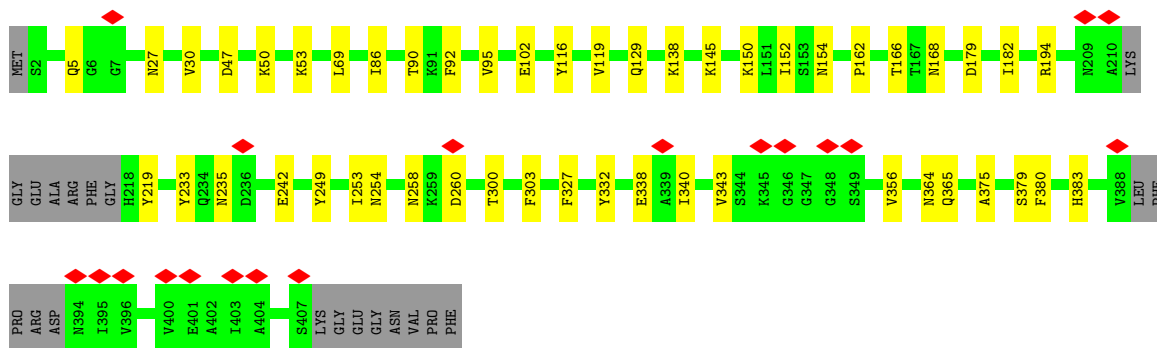 MET S2 Q5 G6 G7 N27 V30 D47 K50 K53 L69 I86 T90 K91 F92 V95 E102 Y116 V119 Q129 K138 K145 K150 L151 I152 S153 N154 P162 T166 T167 N168 D179 I182 R194 N209 A210 LYS
GLY GLU ALA ARG PHE GLY H218 Y219 Y233 Q234 N235 D236 E242 Y249 I253 N254 N258 K259 D260 T300 F303 F327 Y332 E338 A339 I340 V343 S344 K345 G346 G347 G348 S349 V356 N364 Q365 A375 S379 F380 H383 V388 LEU
PRO ARG ASP N394 I395 V396 V400 E401 A402 I403 A404 S407 LYS GLY GLU GLY ASN VAL PRO PHE